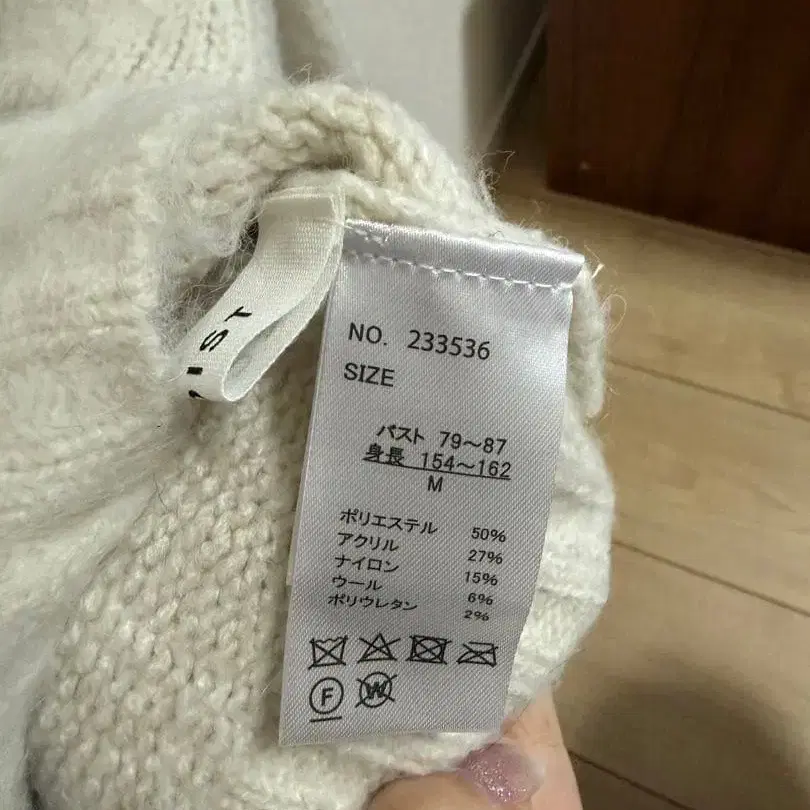 IST
NO. 233536
SIZE
バスト 79～87
身長 154～162
M
ポリエステル 50%
アクリル 27%
ナイロン 15%
ウール 6%
ポリウレタン 2%
F W